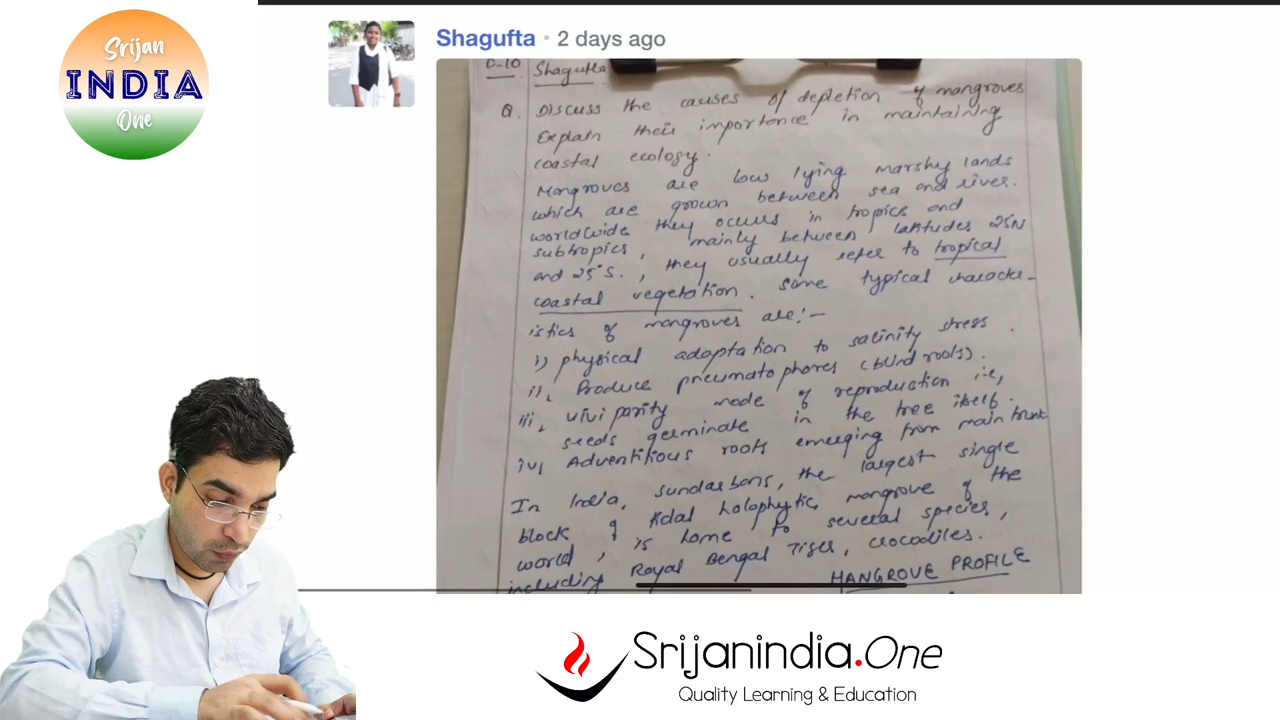 Srijan
INDIA
One
Shagufta · 2 days ago
D-10 Shagufta
Q. Discuss the causes of depletion of mangroves
Explain their importence in maintaining
coastal ecology.
Mangroves are low lying marshy lands
which are grown between sea and rivers.
worldwide they occurs in tropics and
subtropics, mainly between latitudes 25N
and 25°S., they usually refer to tropical
coastal vegetation. Some typical characte-
istics of mangroves are:-
i) physical adaptation to salinity stress.
ii, Produce pneumatophores (blind roots).
iii, Vivi parity mode of reproduction i.e,
seeds germinate in the tree itself.
iv, Adventitious roots emerging from main trunk
In India, sundarbans, the largest single
block of tidal holophytic mangrove of the
world, is home to several species,
including Royal Bengal Tiger, crocodiles.
MANGROVE PROFILE
Srijanindia.One
Quality Learning & Education